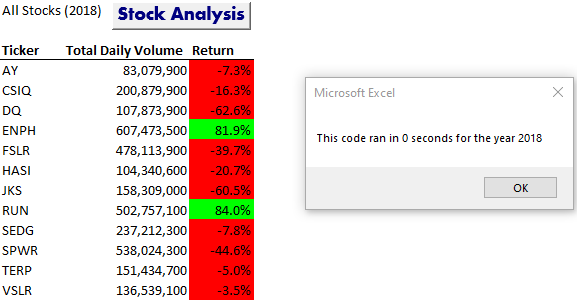 All Stocks (2018) Stock Analysis
Ticker Total Daily Volume Return
AY 83,079,900 -7.3%
CSIQ 200,879,900 -16.3%
DQ 107,873,900 -62.6%
ENPH 607,473,500 81.9%
FSLR 478,113,900 -39.7%
HASI 104,340,600 -20.7%
JKS 158,309,000 -60.5%
RUN 502,757,100 84.0%
SEDG 237,212,300 -7.8%
SPWR 538,024,300 -44.6%
TERP 151,434,700 -5.0%
VSLR 136,539,100 -3.5%
Microsoft Excel
This code ran in 0 seconds for the year 2018
OK